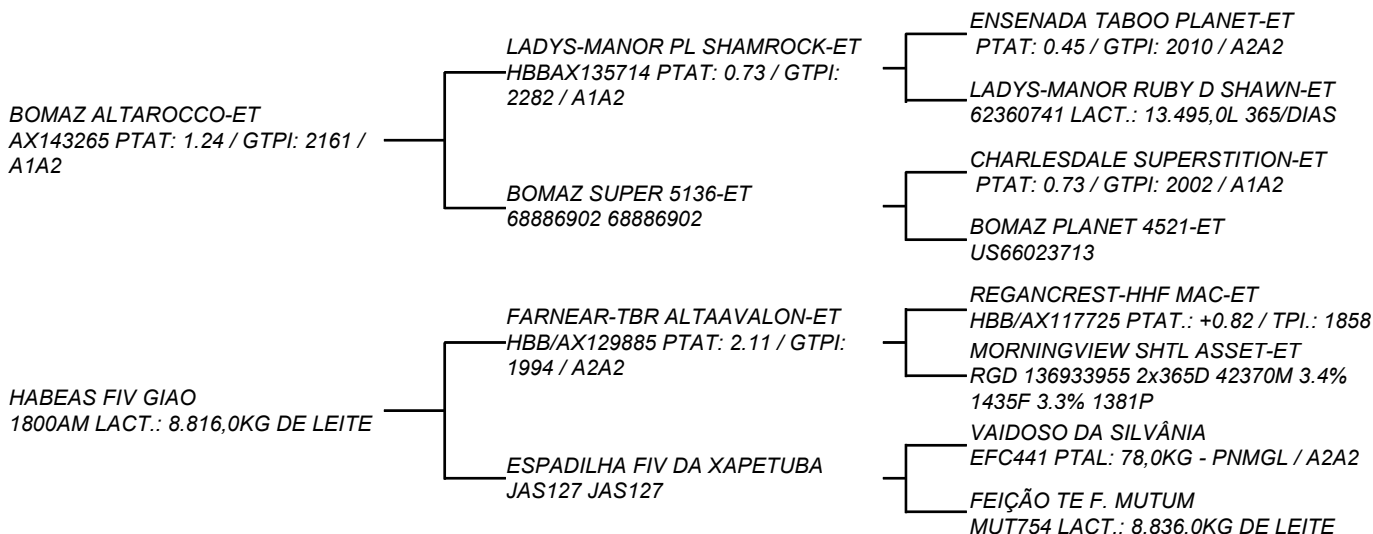 BOMAZ ALTAROCCO-ET
AX143265 PTAT: 1.24 / GTPI: 2161 /
A1A2
LADYS-MANOR PL SHAMROCK-ET
HBBAX135714 PTAT: 0.73 / GTPI:
2282 / A1A2
ENSENADA TABOO PLANET-ET
PTAT: 0.45 / GTPI: 2010 / A2A2
LADYS-MANOR RUBY D SHAWN-ET
62360741 LACT.: 13.495,0L 365/DIAS
BOMAZ SUPER 5136-ET
68886902 68886902
CHARLESDALE SUPERSTITION-ET
PTAT: 0.73 / GTPI: 2002 / A1A2
BOMAZ PLANET 4521-ET
US66023713
HABEAS FIV GIAO
1800AM LACT.: 8.816,0KG DE LEITE
FARNEAR-TBR ALTAAVALON-ET
HBB/AX129885 PTAT: 2.11 / GTPI:
1994 / A2A2
REGANCREST-HHF MAC-ET
HBB/AX117725 PTAT.: +0.82 / TPI.: 1858
MORNINGVIEW SHTL ASSET-ET
RGD 136933955 2x365D 42370M 3.4%
1435F 3.3% 1381P
ESPADILHA FIV DA XAPETUBA
JAS127 JAS127
VAIDOSO DA SILVÂNIA
EFC441 PTAL: 78,0KG - PNMGL / A2A2
FEIÇÃO TE F. MUTUM
MUT754 LACT.: 8.836,0KG DE LEITE